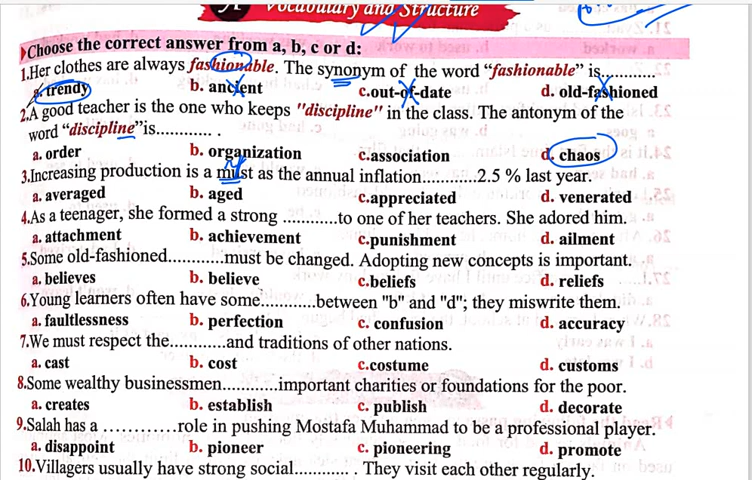 Vocabulary and Structure
Choose the correct answer from a, b, c or d:
1.Her clothes are always fashionable. The synonym of the word "fashionable" is............
a. trendy b. ancient c.out-of-date d. old-fashioned
2.A good teacher is the one who keeps "discipline" in the class. The antonym of the
word "discipline"is............. .
a. order b. organization c.association d. chaos
3.Increasing production is a must as the annual inflation............2.5 % last year.
a. averaged b. aged c.appreciated d. venerated
4.As a teenager, she formed a strong ............to one of her teachers. She adored him.
a. attachment b. achievement c.punishment d. ailment
5.Some old-fashioned............must be changed. Adopting new concepts is important.
a. believes b. believe c.beliefs d. reliefs
6.Young learners often have some............between "b" and "d"; they miswrite them.
a. faultlessness b. perfection c. confusion d. accuracy
7.We must respect the............and traditions of other nations.
a. cast b. cost c.costume d. customs
8.Some wealthy businessmen............important charities or foundations for the poor.
a. creates b. establish c. publish d. decorate
9.Salah has a ............role in pushing Mostafa Muhammad to be a professional player.
a. disappoint b. pioneer c. pioneering d. promote
10.Villagers usually have strong social............ . They visit each other regularly.